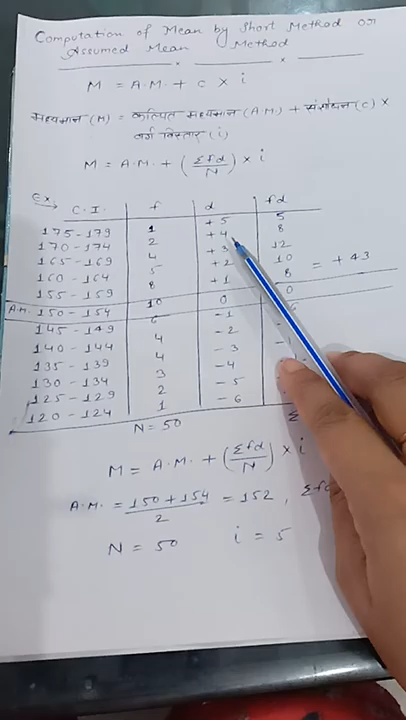 Computation of Mean by Short Method or
Assumed Mean Method
M = A.M. + C × i
मध्यमान (M) = कल्पित मध्यमान (A.M.) + संशोधन (C) ×
वर्ग विस्तार (i)
M = A.M. + (Σfd/N) × i
Ex. → C.I. f d fd
175-179 1 +5 5
170-174 2 +4 8
165-169 4 +3 12
160-164 5 +2 10 = +43
155-159 8 +1 8
A.M. 150-154 10 0 0
145-149 6 -1
140-144 4 -2
135-139 4 -3
130-134 3 -4
125-129 2 -5
120-124 1 -6
N = 50
M = A.M. + (Σfd/N) × i
A.M. = 150+154/2 = 152, Σfd
N = 50 i = 5